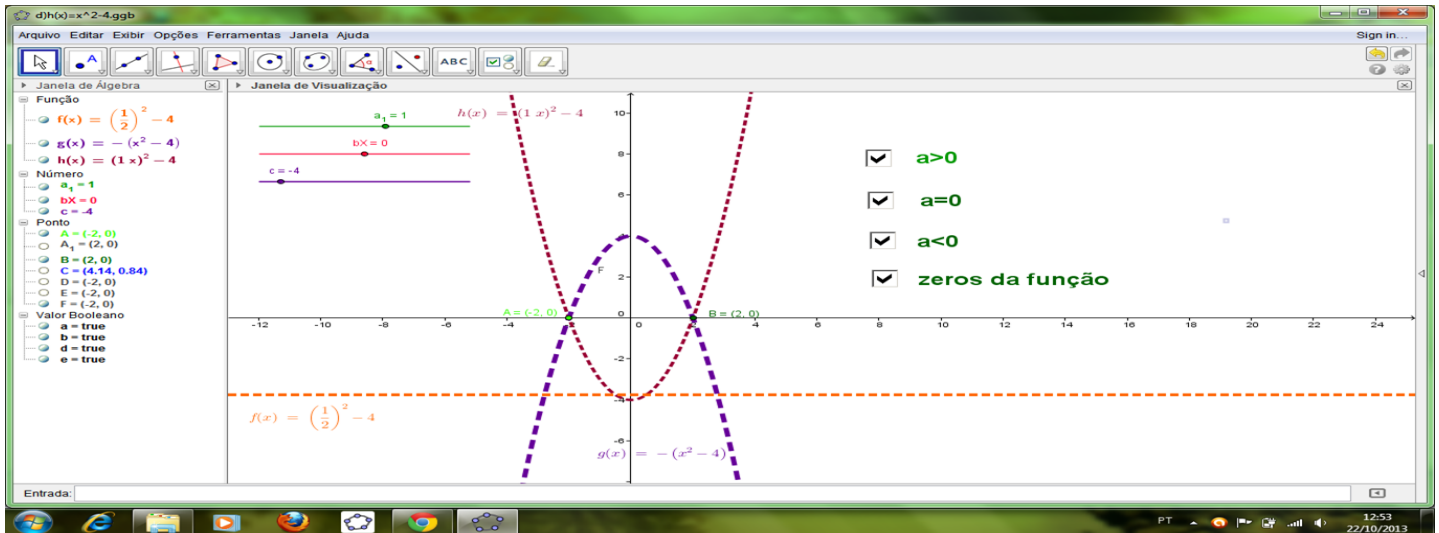 d)h(x)=x^2-4.ggb
Arquivo Editar Exibir Opções Ferramentas Janela Ajuda
Sign in...
A
α
ABC
Janela de Álgebra
Janela de Visualização
Função
f(x) = (1/2)² − 4
g(x) = − (x² − 4)
h(x) = (1 x)² − 4
Número
a₁ = 1
bX = 0
c = -4
Ponto
A = (-2, 0)
A₁ = (2, 0)
B = (2, 0)
C = (4.14, 0.84)
D = (-2, 0)
E = (-2, 0)
F = (-2, 0)
Valor Booleano
a = true
b = true
d = true
e = true
a₁ = 1
bX = 0
c = -4
h(x) = (1 x)² − 4
a>0
a=0
a<0
zeros da função
10
8
6
4
2
0
-2
-4
-6
F
A = (-2, 0)
B = (2, 0)
-12 -10 -8 -6 -4 -2 0 2 4 6 8 10 12 14 16 18 20 22 24
f(x) = (1/2)² − 4
g(x) = − (x² − 4)
Entrada:
PT
12:53
22/10/2013